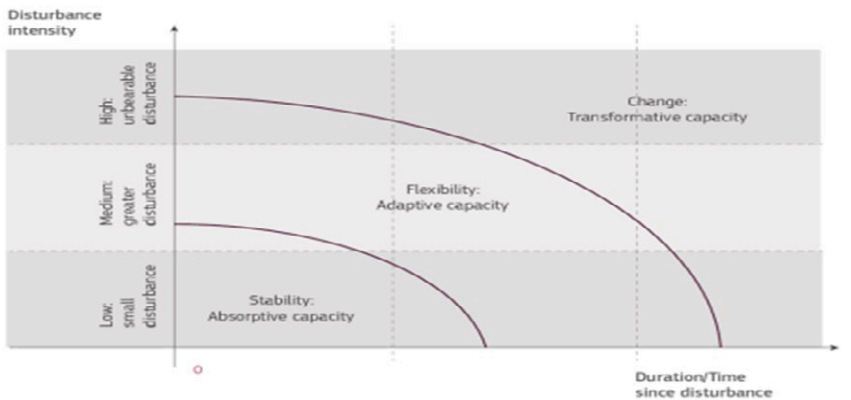 Disturbance
intensity
High:
unbearable
disturbance
Change:
Transformative capacity
Medium:
greater
disturbance
Flexibility:
Adaptive capacity
Low:
small
disturbance
Stability:
Absorptive capacity
O
Duration/Time
since disturbance